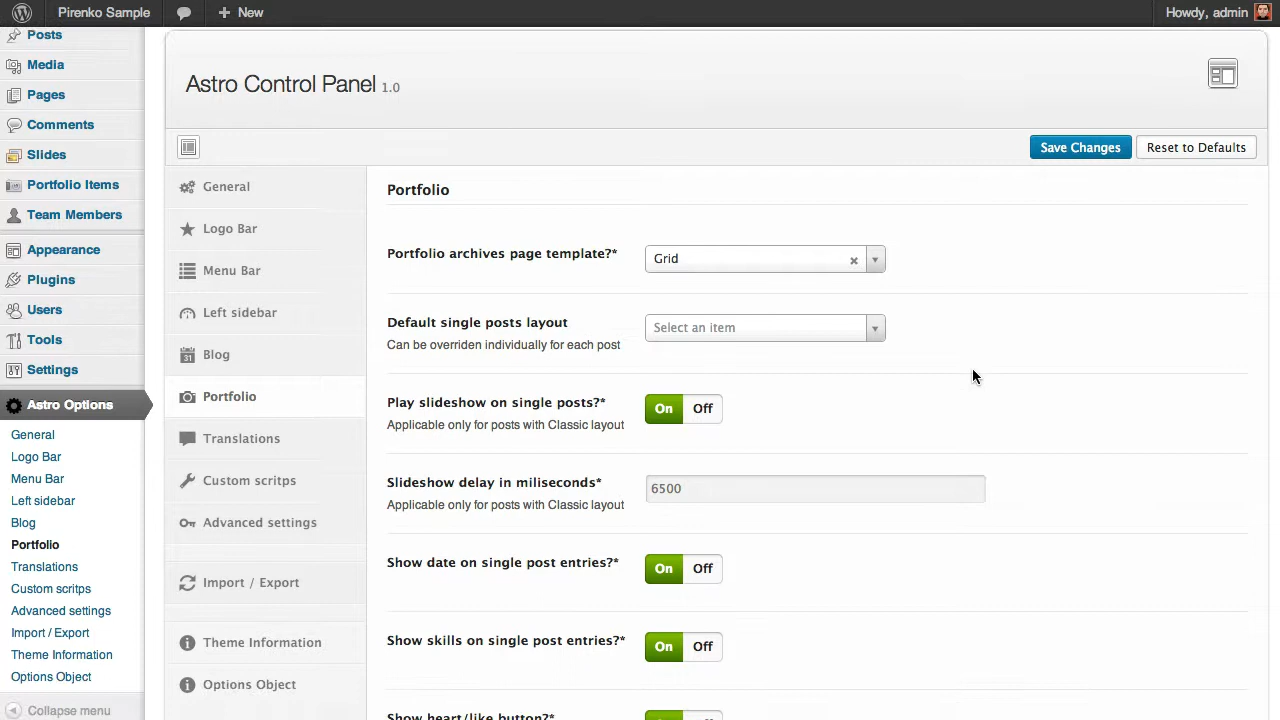 Pirenko Sample
New
Howdy, admin
Posts
Media
Pages
Comments
Slides
Portfolio Items
Team Members
Appearance
Plugins
Users
Tools
Settings
Astro Options
General
Logo Bar
Menu Bar
Left sidebar
Blog
Portfolio
Translations
Custom scritps
Advanced settings
Import / Export
Theme Information
Options Object
Collapse menu
Astro Control Panel 1.0
Save Changes
Reset to Defaults
General
Logo Bar
Menu Bar
Left sidebar
Blog
Portfolio
Translations
Custom scritps
Advanced settings
Import / Export
Theme Information
Options Object
Portfolio
Portfolio archives page template?*
Grid
Default single posts layout
Can be overriden individually for each post
Select an item
Play slideshow on single posts?*
Applicable only for posts with Classic layout
On Off
Slideshow delay in miliseconds*
Applicable only for posts with Classic layout
6500
Show date on single post entries?*
On Off
Show skills on single post entries?*
On Off
Show heart/like button?*